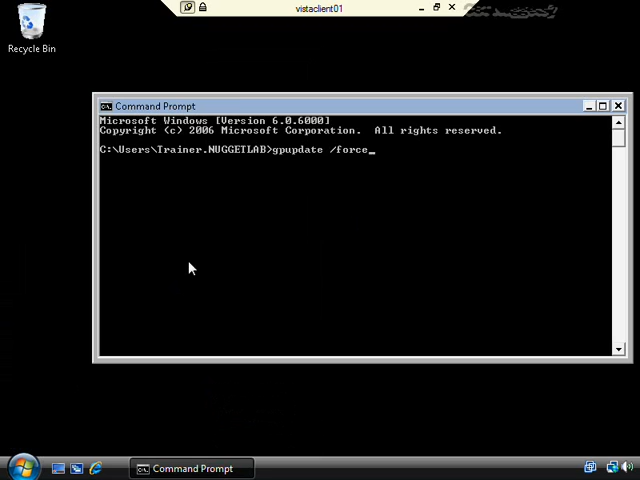 vistaclient01
Recycle Bin
Command Prompt
Microsoft Windows [Version 6.0.6000]
Copyright (c) 2006 Microsoft Corporation.  All rights reserved.
C:\Users\Trainer.NUGGETLAB>gpupdate /force_
Command Prompt